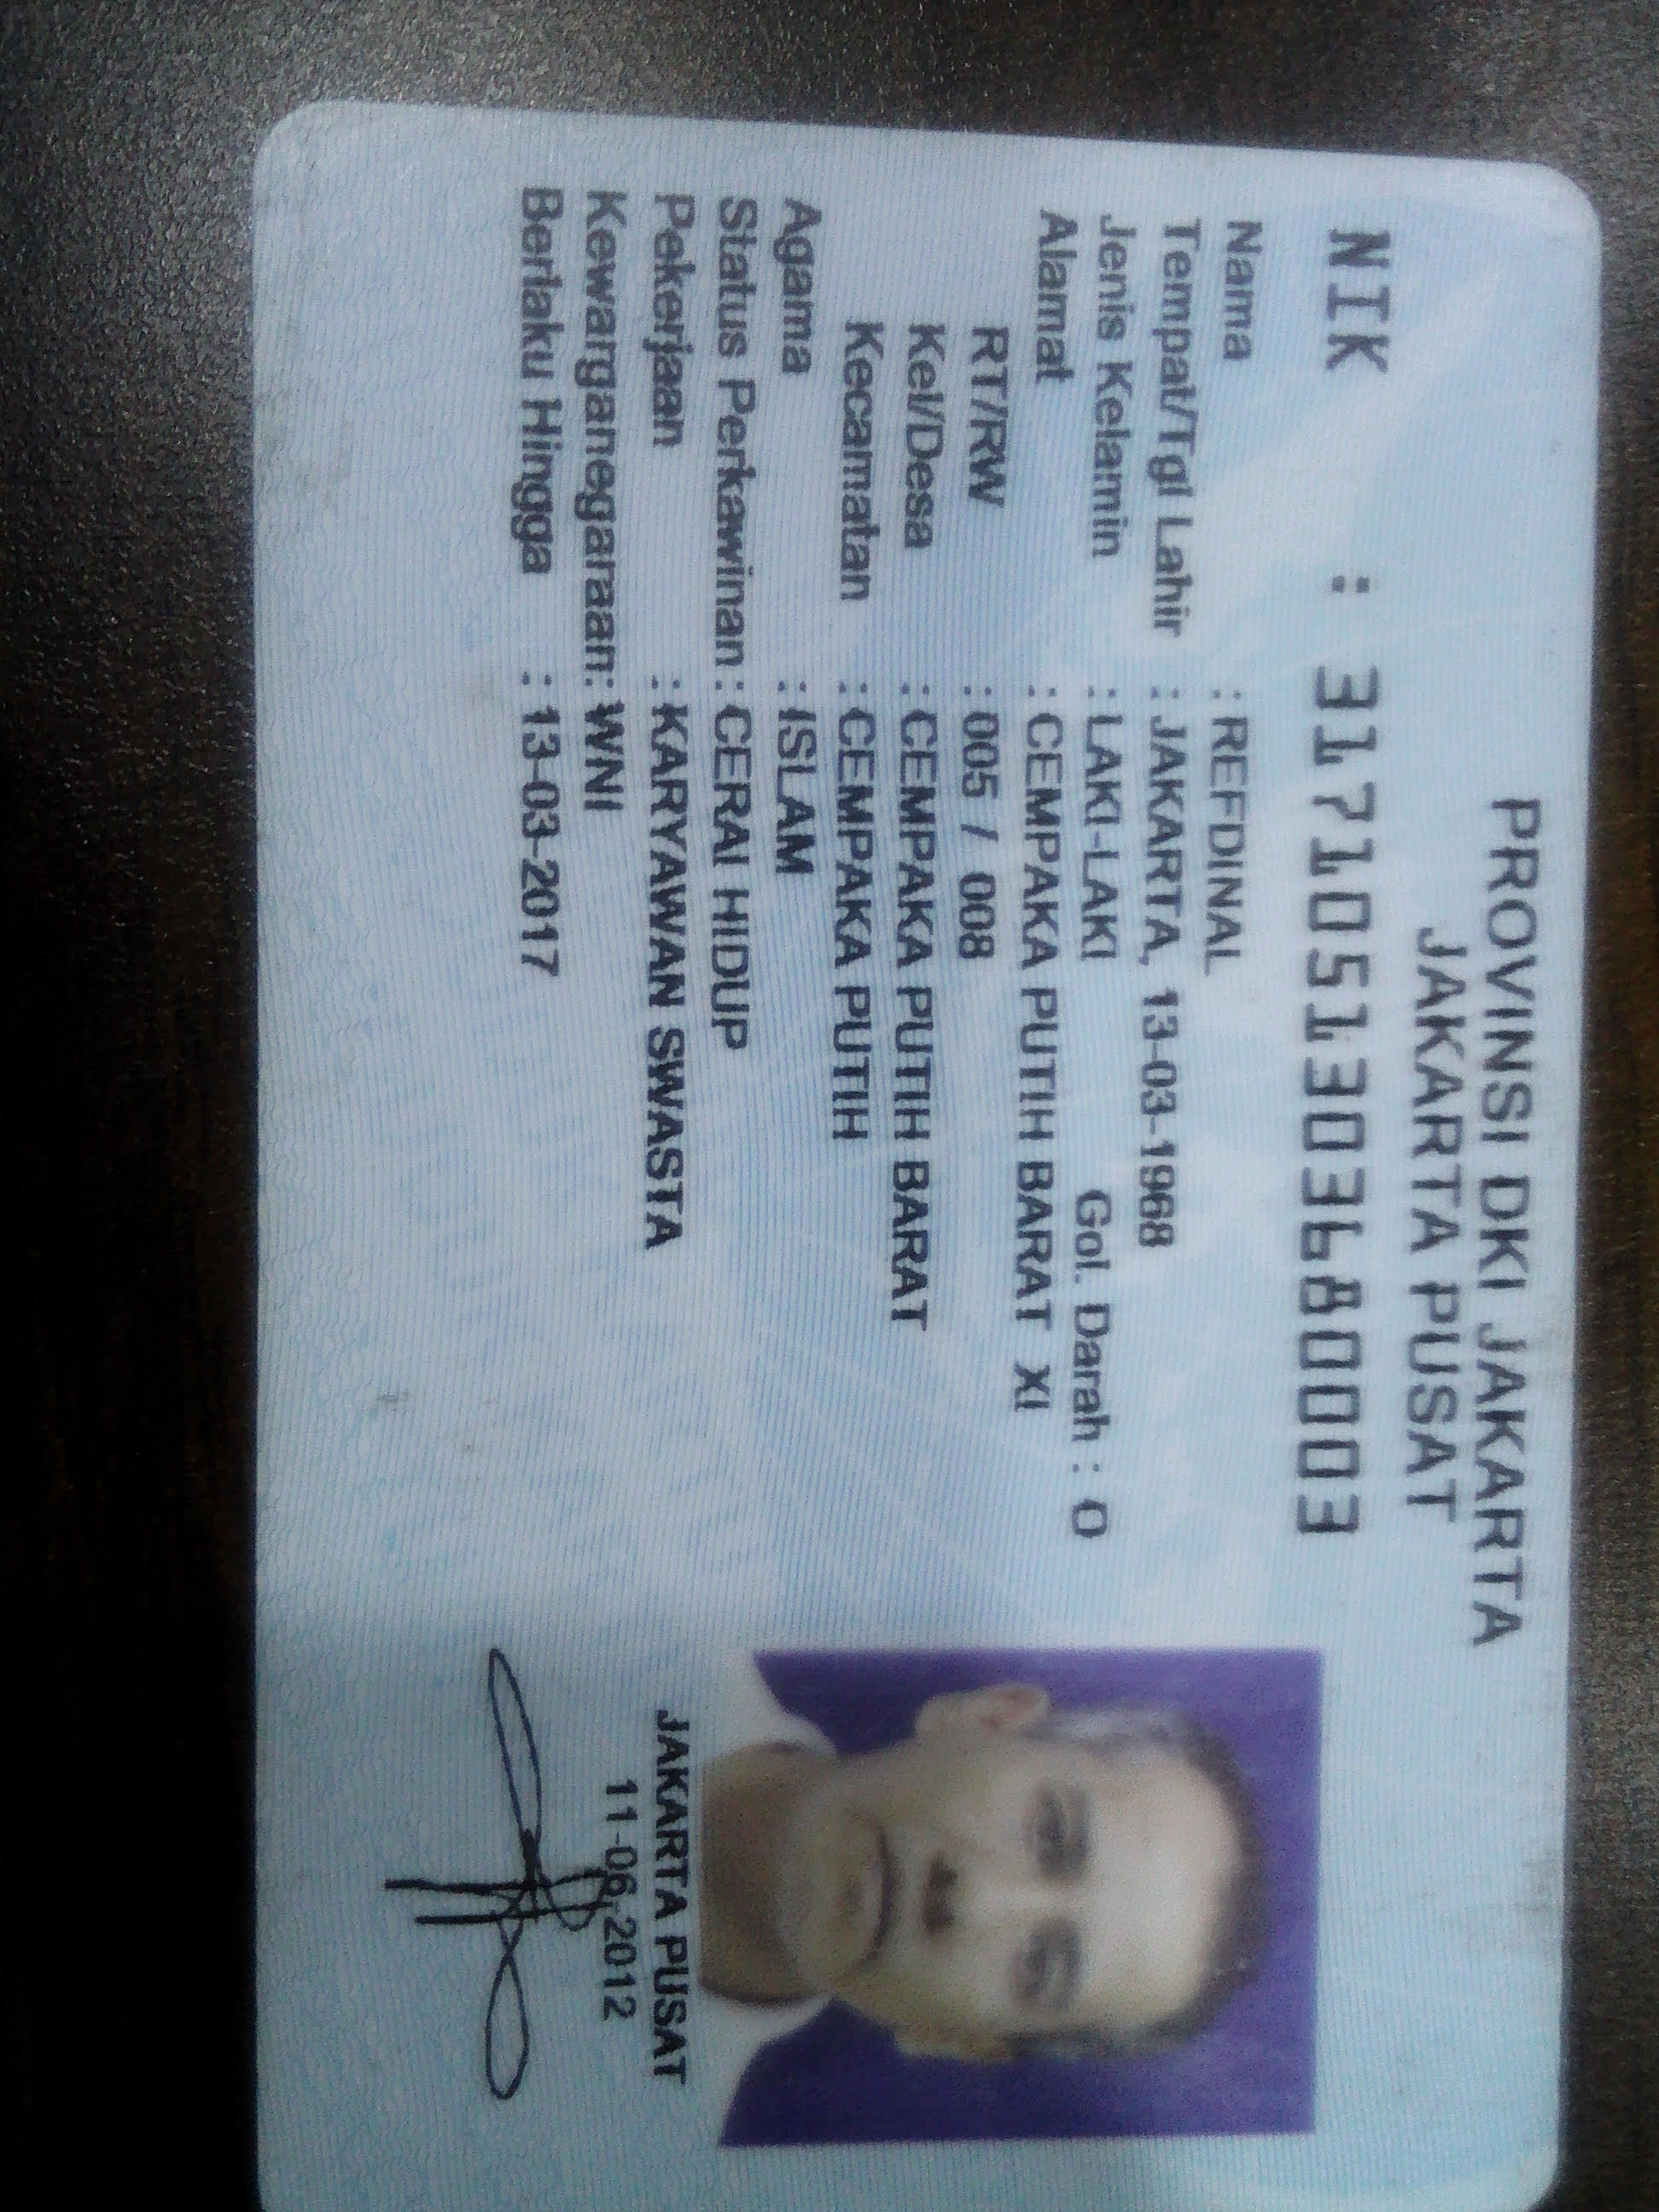 PROVINSI DKI JAKARTA
JAKARTA PUSAT
NIK : 3171051303680003
Nama : REFDINAL
Tempat/Tgl Lahir : JAKARTA, 13-03-1968
Jenis Kelamin : LAKI-LAKI Gol. Darah : O
Alamat : CEMPAKA PUTIH BARAT XI
RT/RW : 005 / 008
Kel/Desa : CEMPAKA PUTIH BARAT
Kecamatan : CEMPAKA PUTIH
Agama : ISLAM
Status Perkawinan : CERAI HIDUP
Pekerjaan : KARYAWAN SWASTA
Kewarganegaraan: WNI
Berlaku Hingga : 13-03-2017
JAKARTA PUSAT
11-06-2012